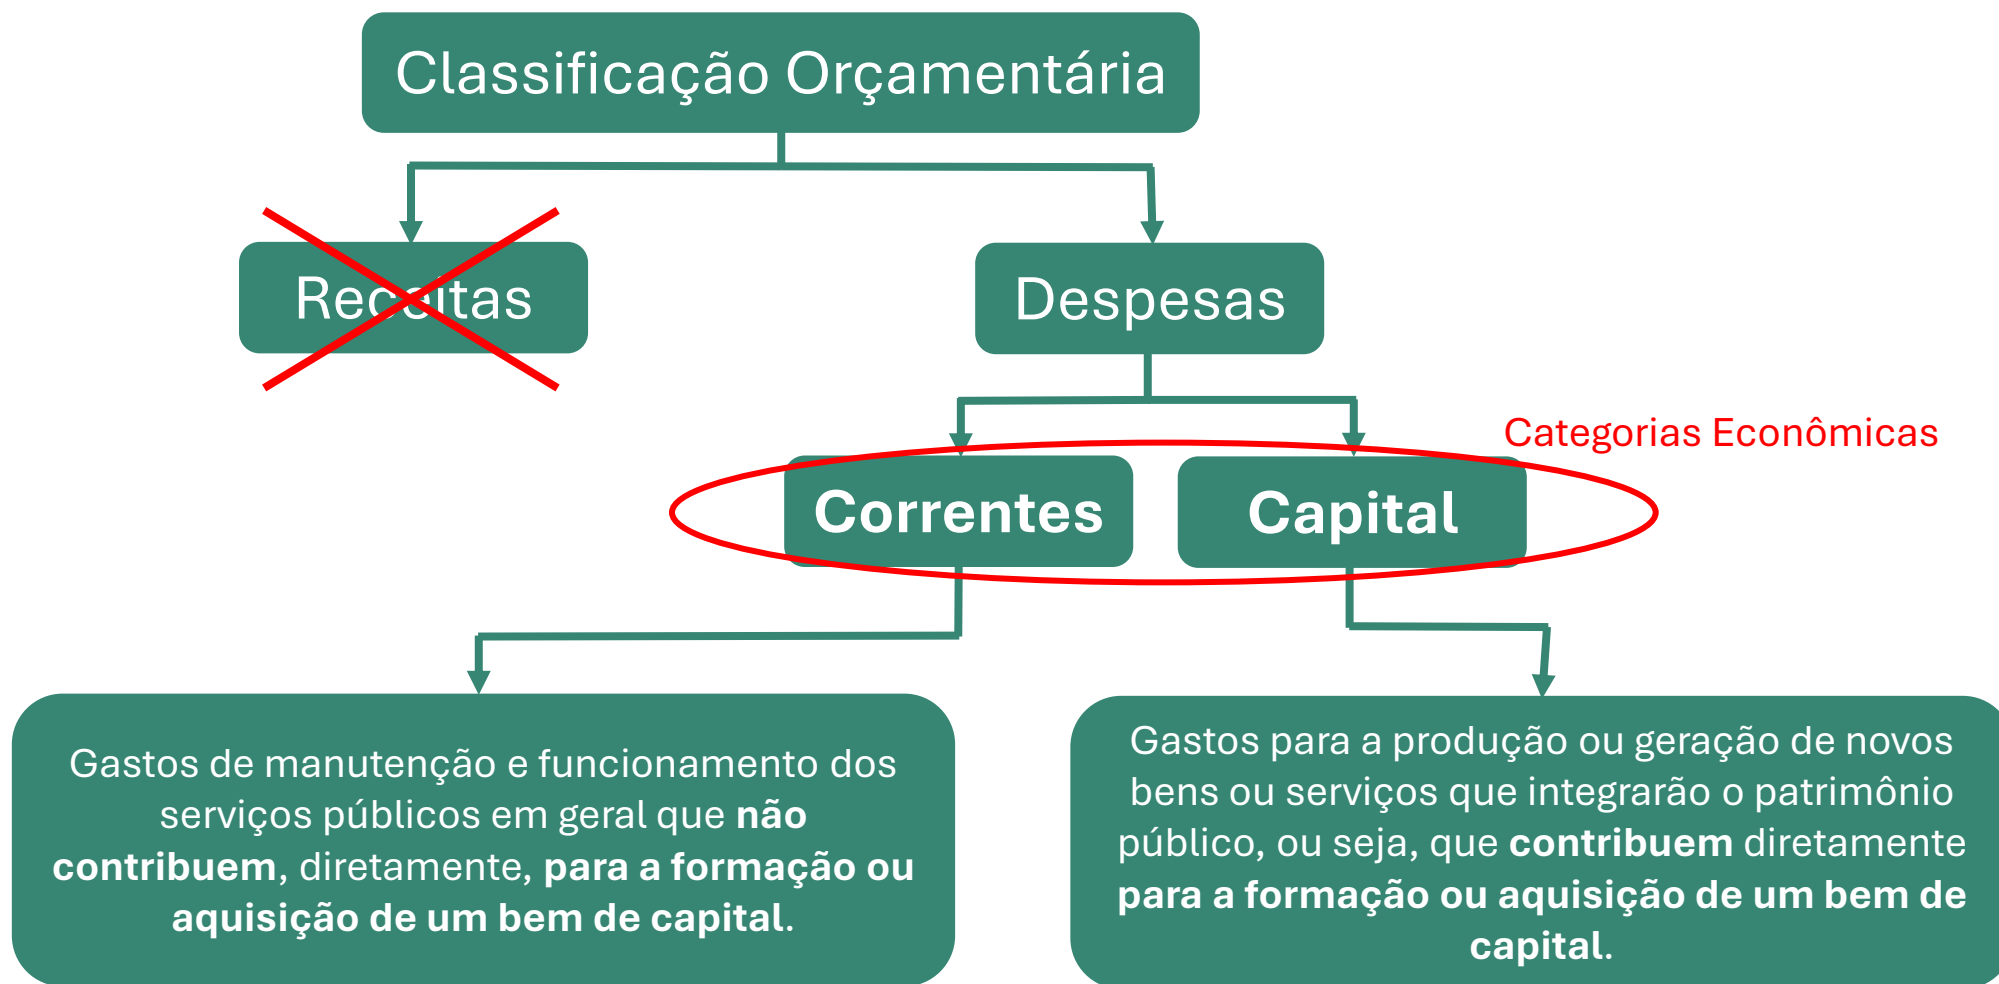 Classificação Orçamentária
Receitas
Despesas
Categorias Econômicas
Correntes
Capital
Gastos de manutenção e funcionamento dos
serviços públicos em geral que não
contribuem, diretamente, para a formação ou
aquisição de um bem de capital.
Gastos para a produção ou geração de novos
bens ou serviços que integrarão o patrimônio
público, ou seja, que contribuem diretamente
para a formação ou aquisição de um bem de
capital.